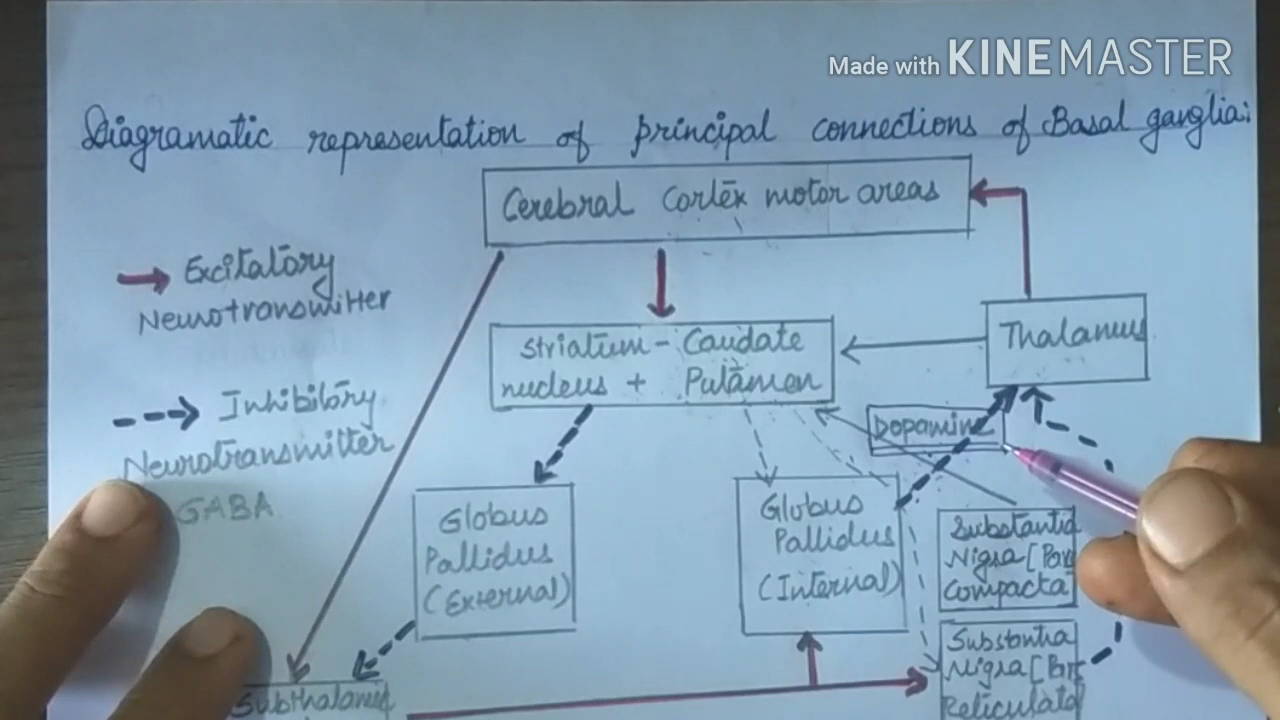 Made with KINEMASTER
Diagramatic representation of principal connections of Basal ganglia:
Cerebral Cortex motor areas
Excitatory
Neurotransmitter
Striatum - Caudate
nucleus + Putamen
Thalamus
Inhibitory
Neurotransmitter
GABA
Dopamine
Globus
Pallidus
(External)
Globus
Pallidus
(Internal)
Substantia
Nigra [Par
Compacta
Substantia
Nigra [Par
Reticulata
Subthalamus